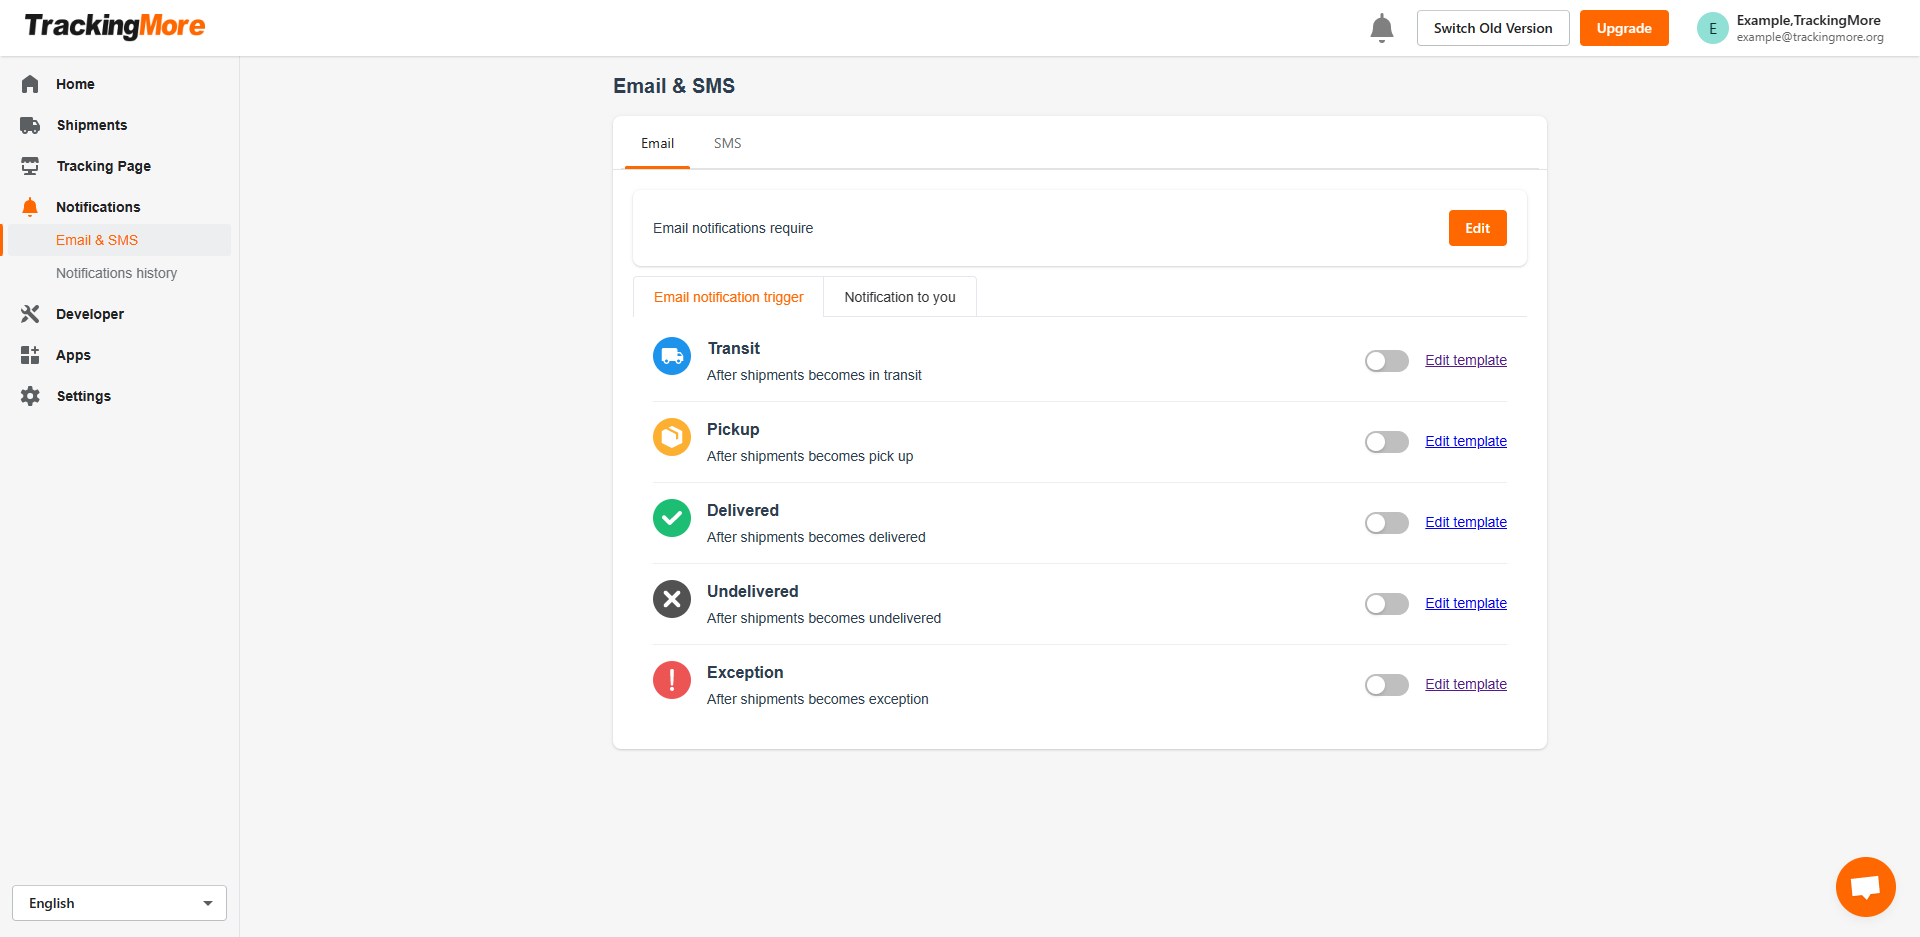 TrackingMore
Switch Old Version
Upgrade
E
Example,TrackingMore
example@trackingmore.org
Home
Shipments
Tracking Page
Notifications
Email & SMS
Notifications history
Developer
Apps
Settings
English
Email & SMS
Email
SMS
Email notifications require
Edit
Email notification trigger
Notification to you
Transit
After shipments becomes in transit
Edit template
Pickup
After shipments becomes pick up
Edit template
Delivered
After shipments becomes delivered
Edit template
Undelivered
After shipments becomes undelivered
Edit template
Exception
After shipments becomes exception
Edit template